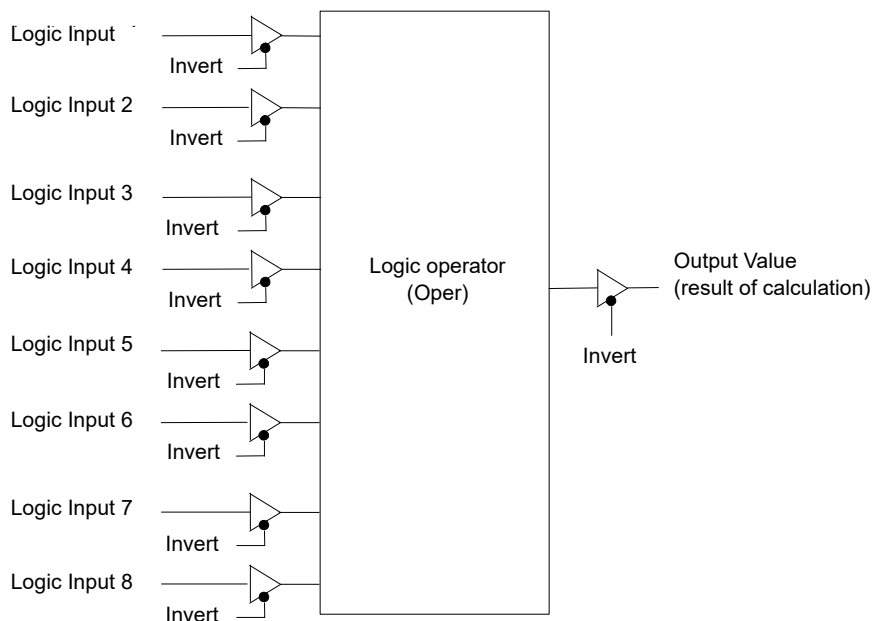 Logic Input
Invert
Logic Input 2
Invert
Logic Input 3
Invert
Logic Input 4
Invert
Logic Input 5
Invert
Logic Input 6
Invert
Logic Input 7
Invert
Logic Input 8
Invert
Logic operator
(Oper)
Output Value
(result of calculation)
Invert